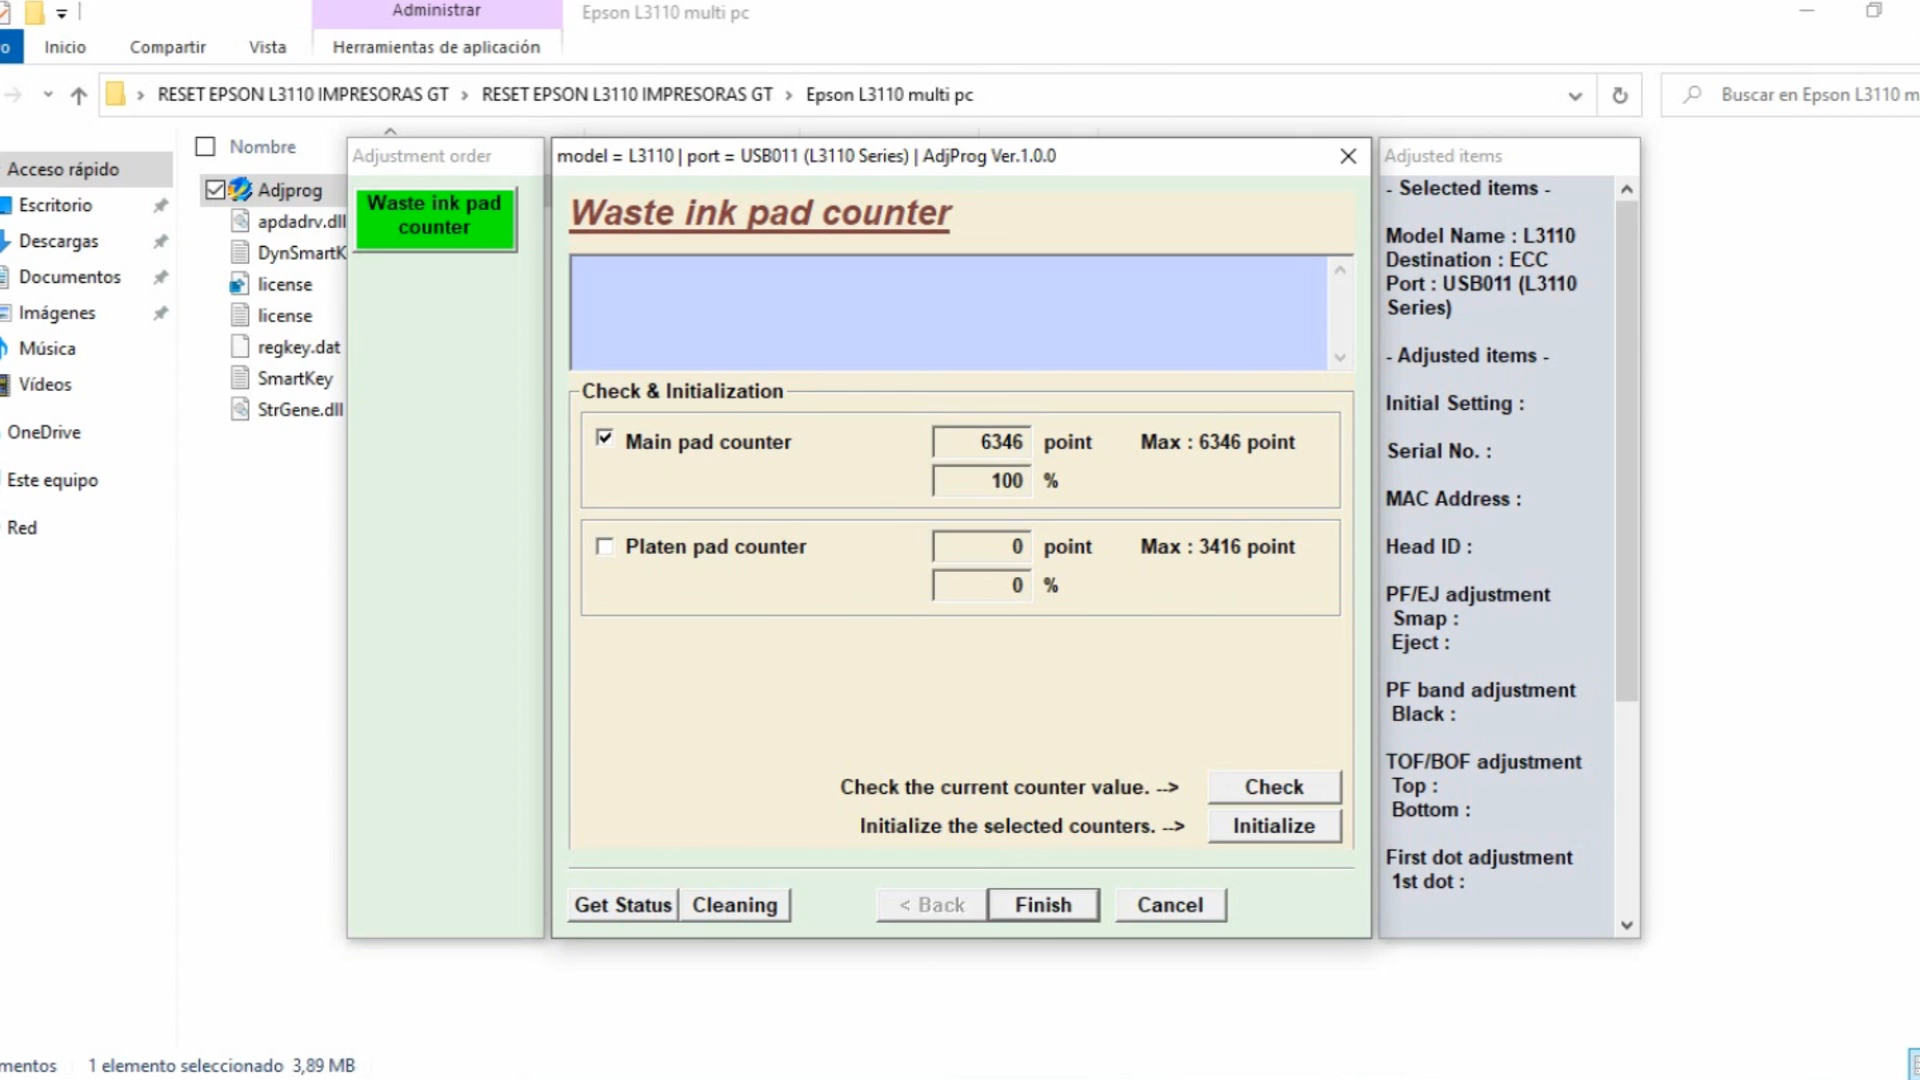 Administrar
Epson L3110 multi pc
Inicio
Compartir
Vista
Herramientas de aplicación
RESET EPSON L3110 IMPRESORAS GT
RESET EPSON L3110 IMPRESORAS GT
Epson L3110 multi pc
Buscar en Epson L3110 m
Acceso rápido
Escritorio
Descargas
Documentos
Imágenes
Música
Vídeos
OneDrive
Este equipo
Red
Nombre
Adjprog
apdadrv.dll
DynSmartK
license
license
regkey.dat
SmartKey
StrGene.dll
Adjustment order
Waste ink pad
counter
model = L3110 | port = USB011 (L3110 Series) | AdjProg Ver.1.0.0
Waste ink pad counter
Check & Initialization
Main pad counter
6346 point
Max : 6346 point
100 %
Platen pad counter
0 point
Max : 3416 point
0 %
Check the current counter value. -->
Check
Initialize the selected counters. -->
Initialize
Get Status
Cleaning
< Back
Finish
Cancel
Adjusted items
- Selected items -
Model Name : L3110
Destination : ECC
Port : USB011 (L3110
Series)
- Adjusted items -
Initial Setting :
Serial No. :
MAC Address :
Head ID :
PF/EJ adjustment
Smap :
Eject :
PF band adjustment
Black :
TOF/BOF adjustment
Top :
Bottom :
First dot adjustment
1st dot :
mentos
1 elemento seleccionado 3,89 MB